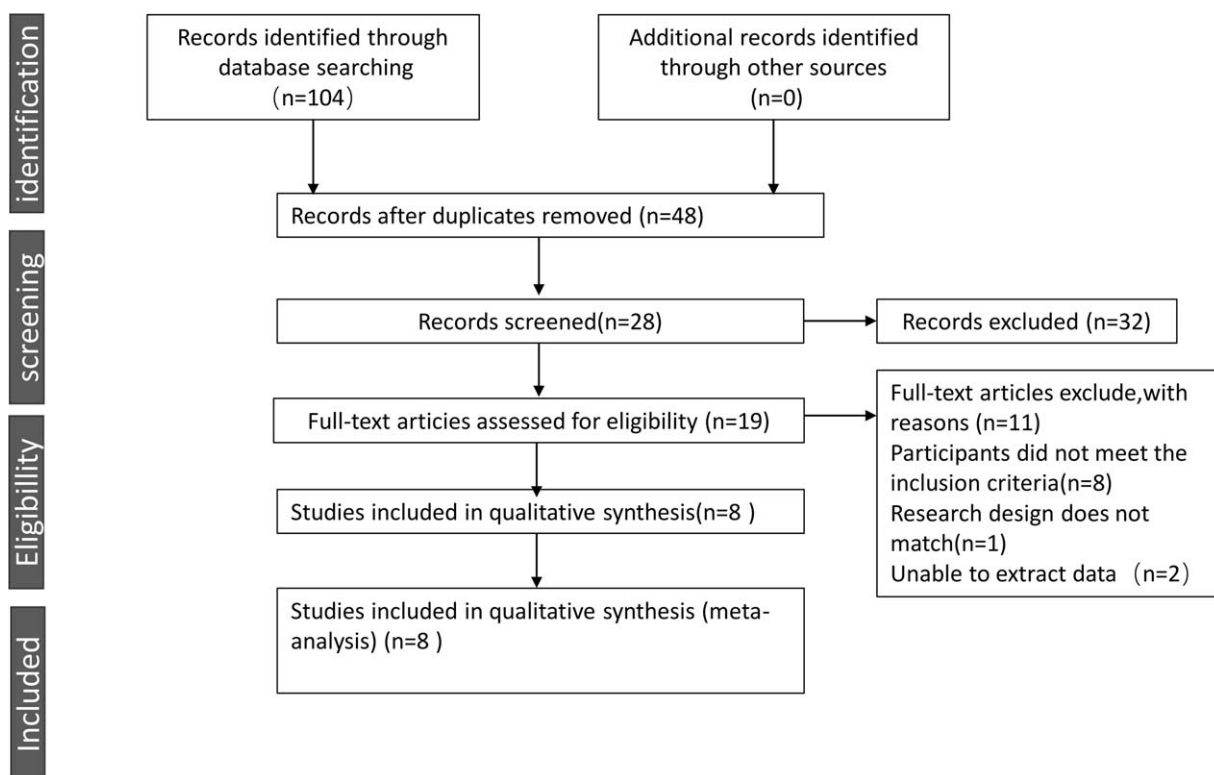 identification
Records identified through
database searching
（n=104）
Additional records identified
through other sources
(n=0)
Records after duplicates removed (n=48)
screening
Records screened(n=28)
Records excluded (n=32)
Eligibillity
Full-text articies assessed for eligibility (n=19)
Full-text articles exclude,with
reasons (n=11)
Participants did not meet the
inclusion criteria(n=8)
Research design does not
match(n=1)
Unable to extract data （n=2）
Studies included in qualitative synthesis(n=8 )
Included
Studies included in qualitative synthesis (meta-
analysis) (n=8 )